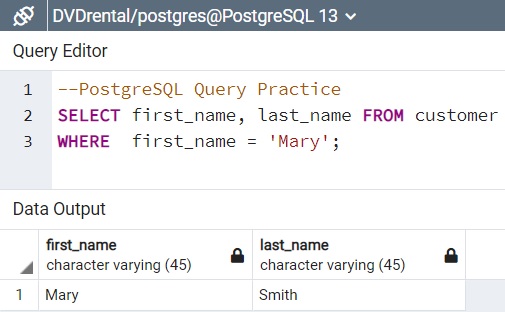 DVDrental/postgres@PostgreSQL 13
Query Editor
1 --PostgreSQL Query Practice
2 SELECT first_name, last_name FROM customer
3 WHERE  first_name = 'Mary';
Data Output
first_name last_name
character varying (45) character varying (45)
1 Mary Smith